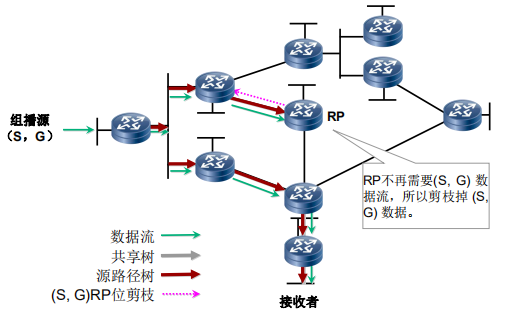 组播源
（S，G）
RP
RP不再需要(S, G) 数
据流，所以剪枝掉 (S,
G) 数据。
数据流
共享树
源路径树
(S, G)RP位剪枝
接收者